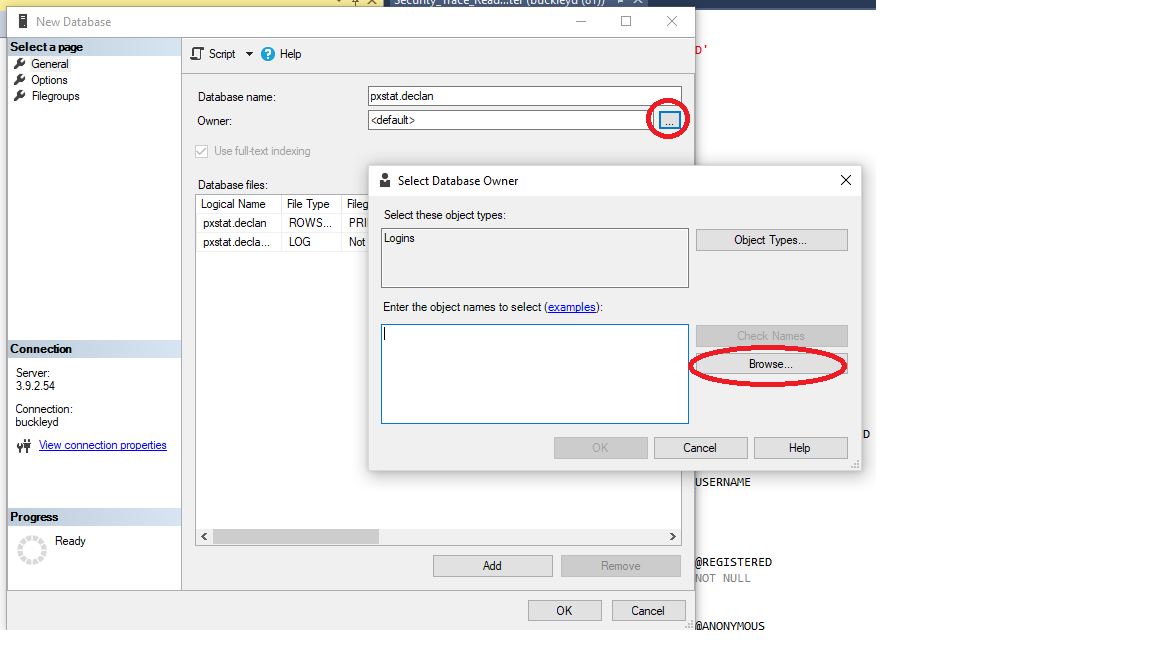 Security_Trace_Read...ter (buckleyd (81))
New Database
Select a page
General
Options
Filegroups
Script
Help
D'
Database name:
pxstat.declan
Owner:
<default>
...
Use full-text indexing
Database files:
Logical Name File Type Fileg
pxstat.declan ROWS... PRI
pxstat.decla... LOG Not
Select Database Owner
Select these object types:
Logins
Object Types...
Enter the object names to select (examples):
Check Names
Browse...
OK Cancel Help
Connection
Server:
3.9.2.54
Connection:
buckleyd
View connection properties
Progress
Ready
D
USERNAME
@REGISTERED
NOT NULL
@ANONYMOUS
Add Remove
OK Cancel